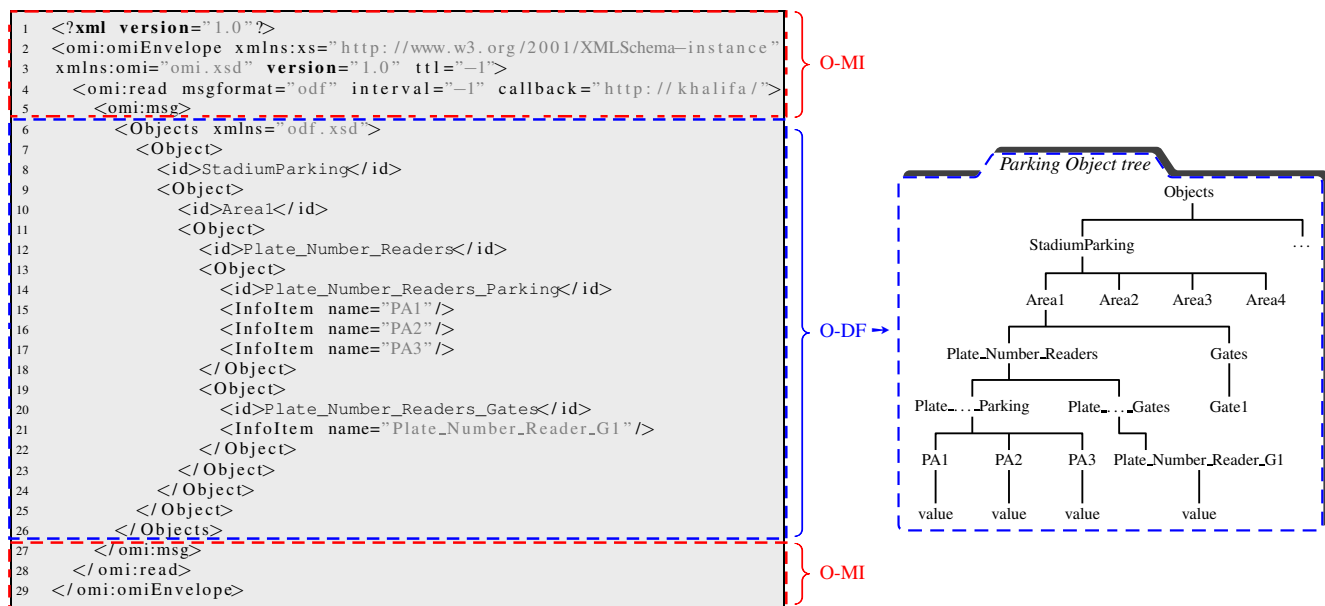 1 <?xml version="1.0"?>
2 <omi:omiEnvelope xmlns:xs="http://www.w3.org/2001/XMLSchema-instance"
3 xmlns:omi="omi.xsd" version="1.0" ttl="-1">
4 <omi:read msgformat="odf" interval="-1" callback="http://khalifa/">
5 <omi:msg>
6 <Objects xmlns="odf.xsd">
7 <Object>
8 <id>StadiumParking</id>
9 <Object>
10 <id>Area1</id>
11 <Object>
12 <id>Plate_Number_Readers</id>
13 <Object>
14 <id>Plate_Number_Readers_Parking</id>
15 <InfoItem name="PA1"/>
16 <InfoItem name="PA2"/>
17 <InfoItem name="PA3"/>
18 </Object>
19 <Object>
20 <id>Plate_Number_Readers_Gates</id>
21 <InfoItem name="Plate_Number_Reader_G1"/>
22 </Object>
23 </Object>
24 </Object>
25 </Object>
26 </Objects>
27 </omi:msg>
28 </omi:read>
29 </omi:omiEnvelope>
O-MI
O-DF
O-MI
Parking Object tree
Objects
StadiumParking ...
Area1 Area2 Area3 Area4
Plate_Number_Readers Gates
Plate_..._Parking Plate_..._Gates Gate1
PA1 PA2 PA3 Plate_Number_Reader_G1
value value value value